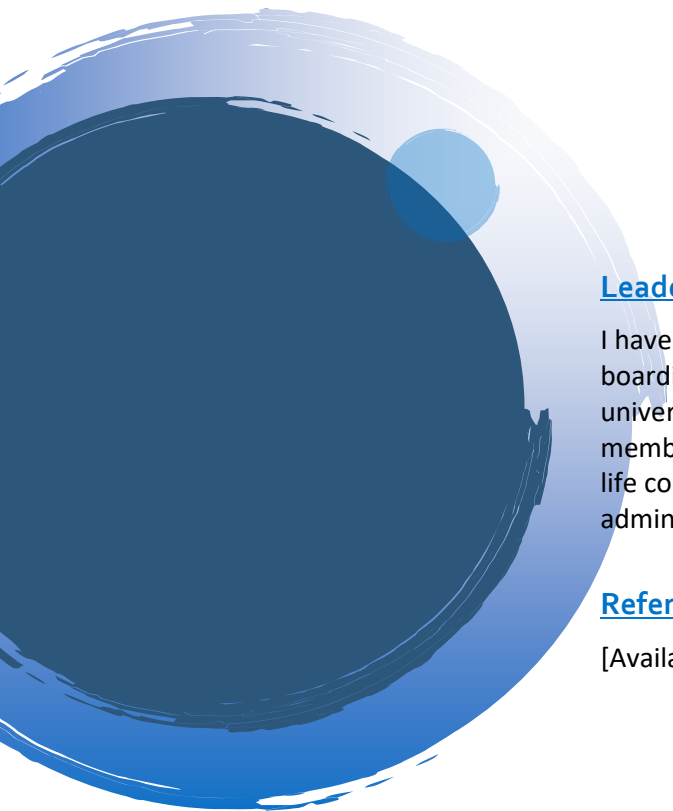 Leade
I have
boardi
univer
memb
life co
admin
Refer
[Availa